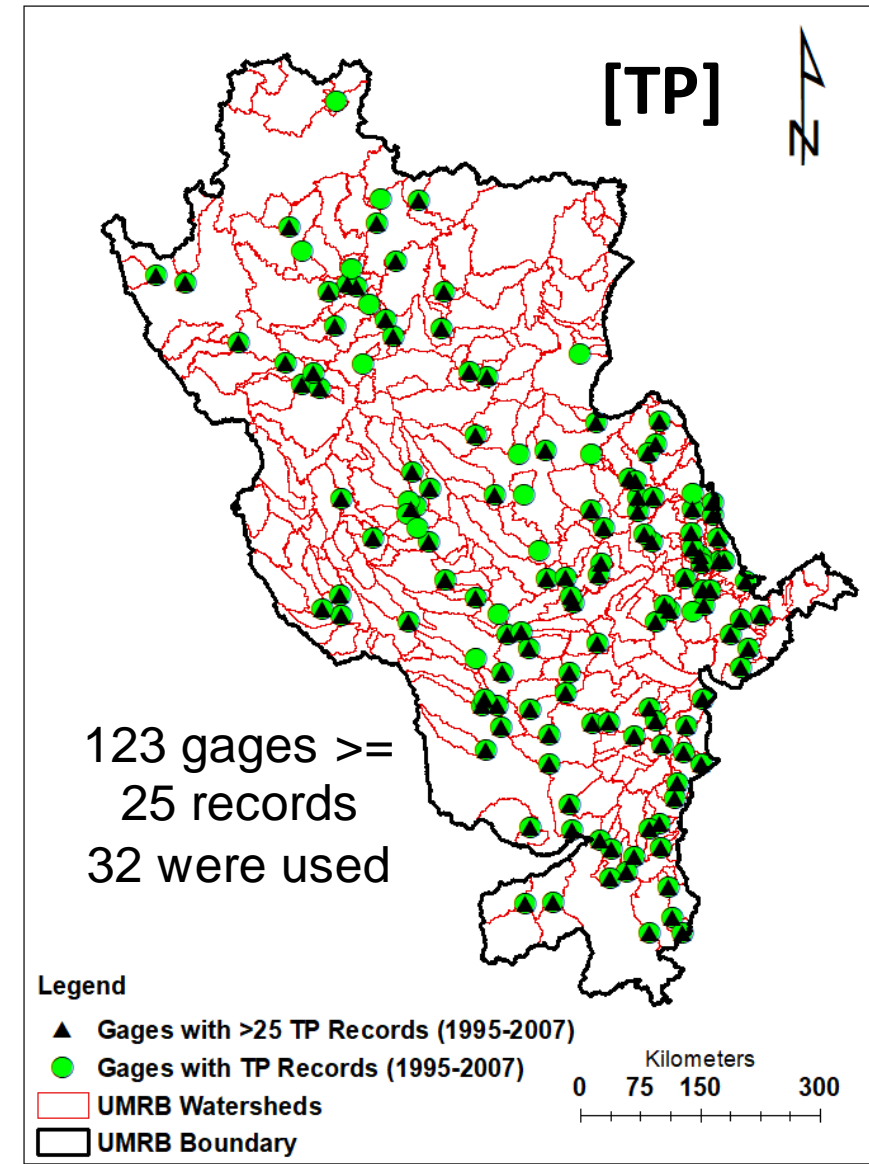 [TP]
N
123 gages >=
25 records
32 were used
Legend
Gages with >25 TP Records (1995-2007)
Gages with TP Records (1995-2007)
UMRB Watersheds
UMRB Boundary
Kilometers
0 75 150 300